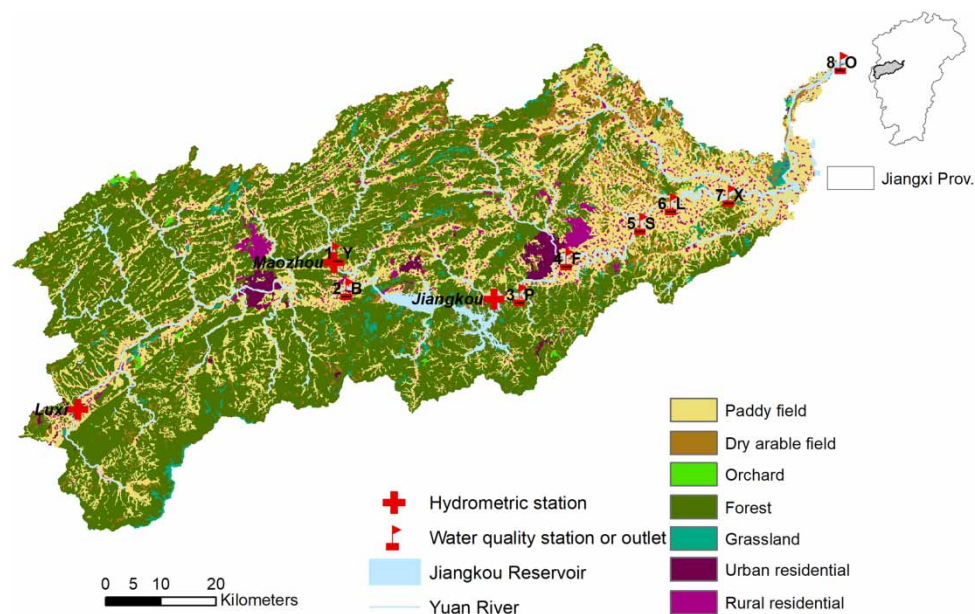 8 O
Jiangxi Prov.
7 X
6 L
5 S
4 F
1 Y
Maozhou
2 B
Jiangkou
3 P
Luxi
Paddy field
Dry arable field
Orchard
Forest
Grassland
Urban residential
Rural residential
Hydrometric station
Water quality station or outlet
Jiangkou Reservoir
Yuan River
0 5 10 20
Kilometers